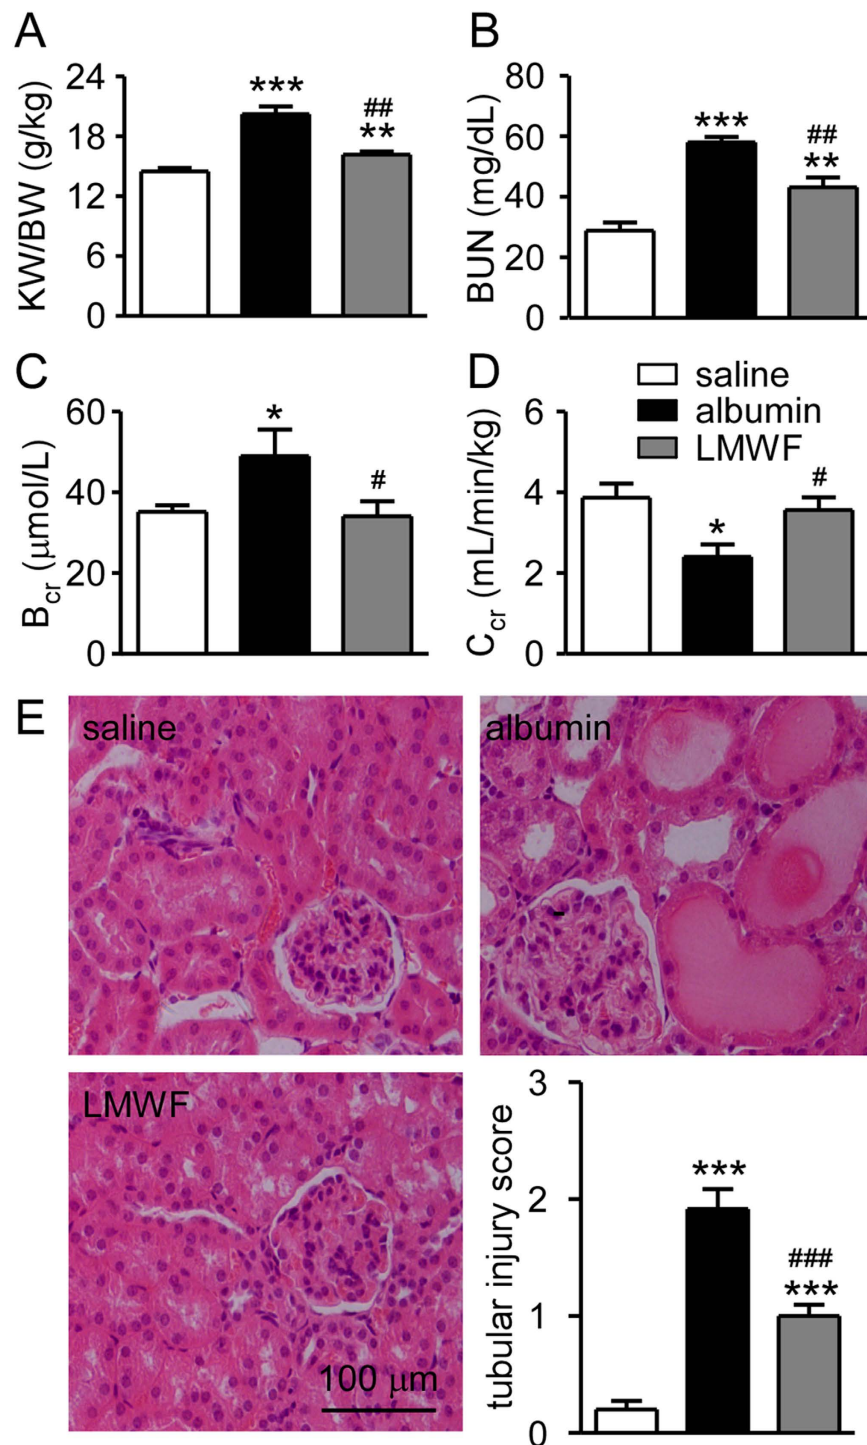 A
KW/BW (g/kg)
24
18
12
6
0
***
##
**
B
BUN (mg/dL)
80
60
40
20
0
***
##
**
C
B_cr (μmol/L)
60
40
20
0
*
#
D
C_cr (mL/min/kg)
6
4
2
0
*
#
saline
albumin
LMWF
E
saline
albumin
LMWF
100 μm
tubular injury score
3
2
1
0
***
###
***